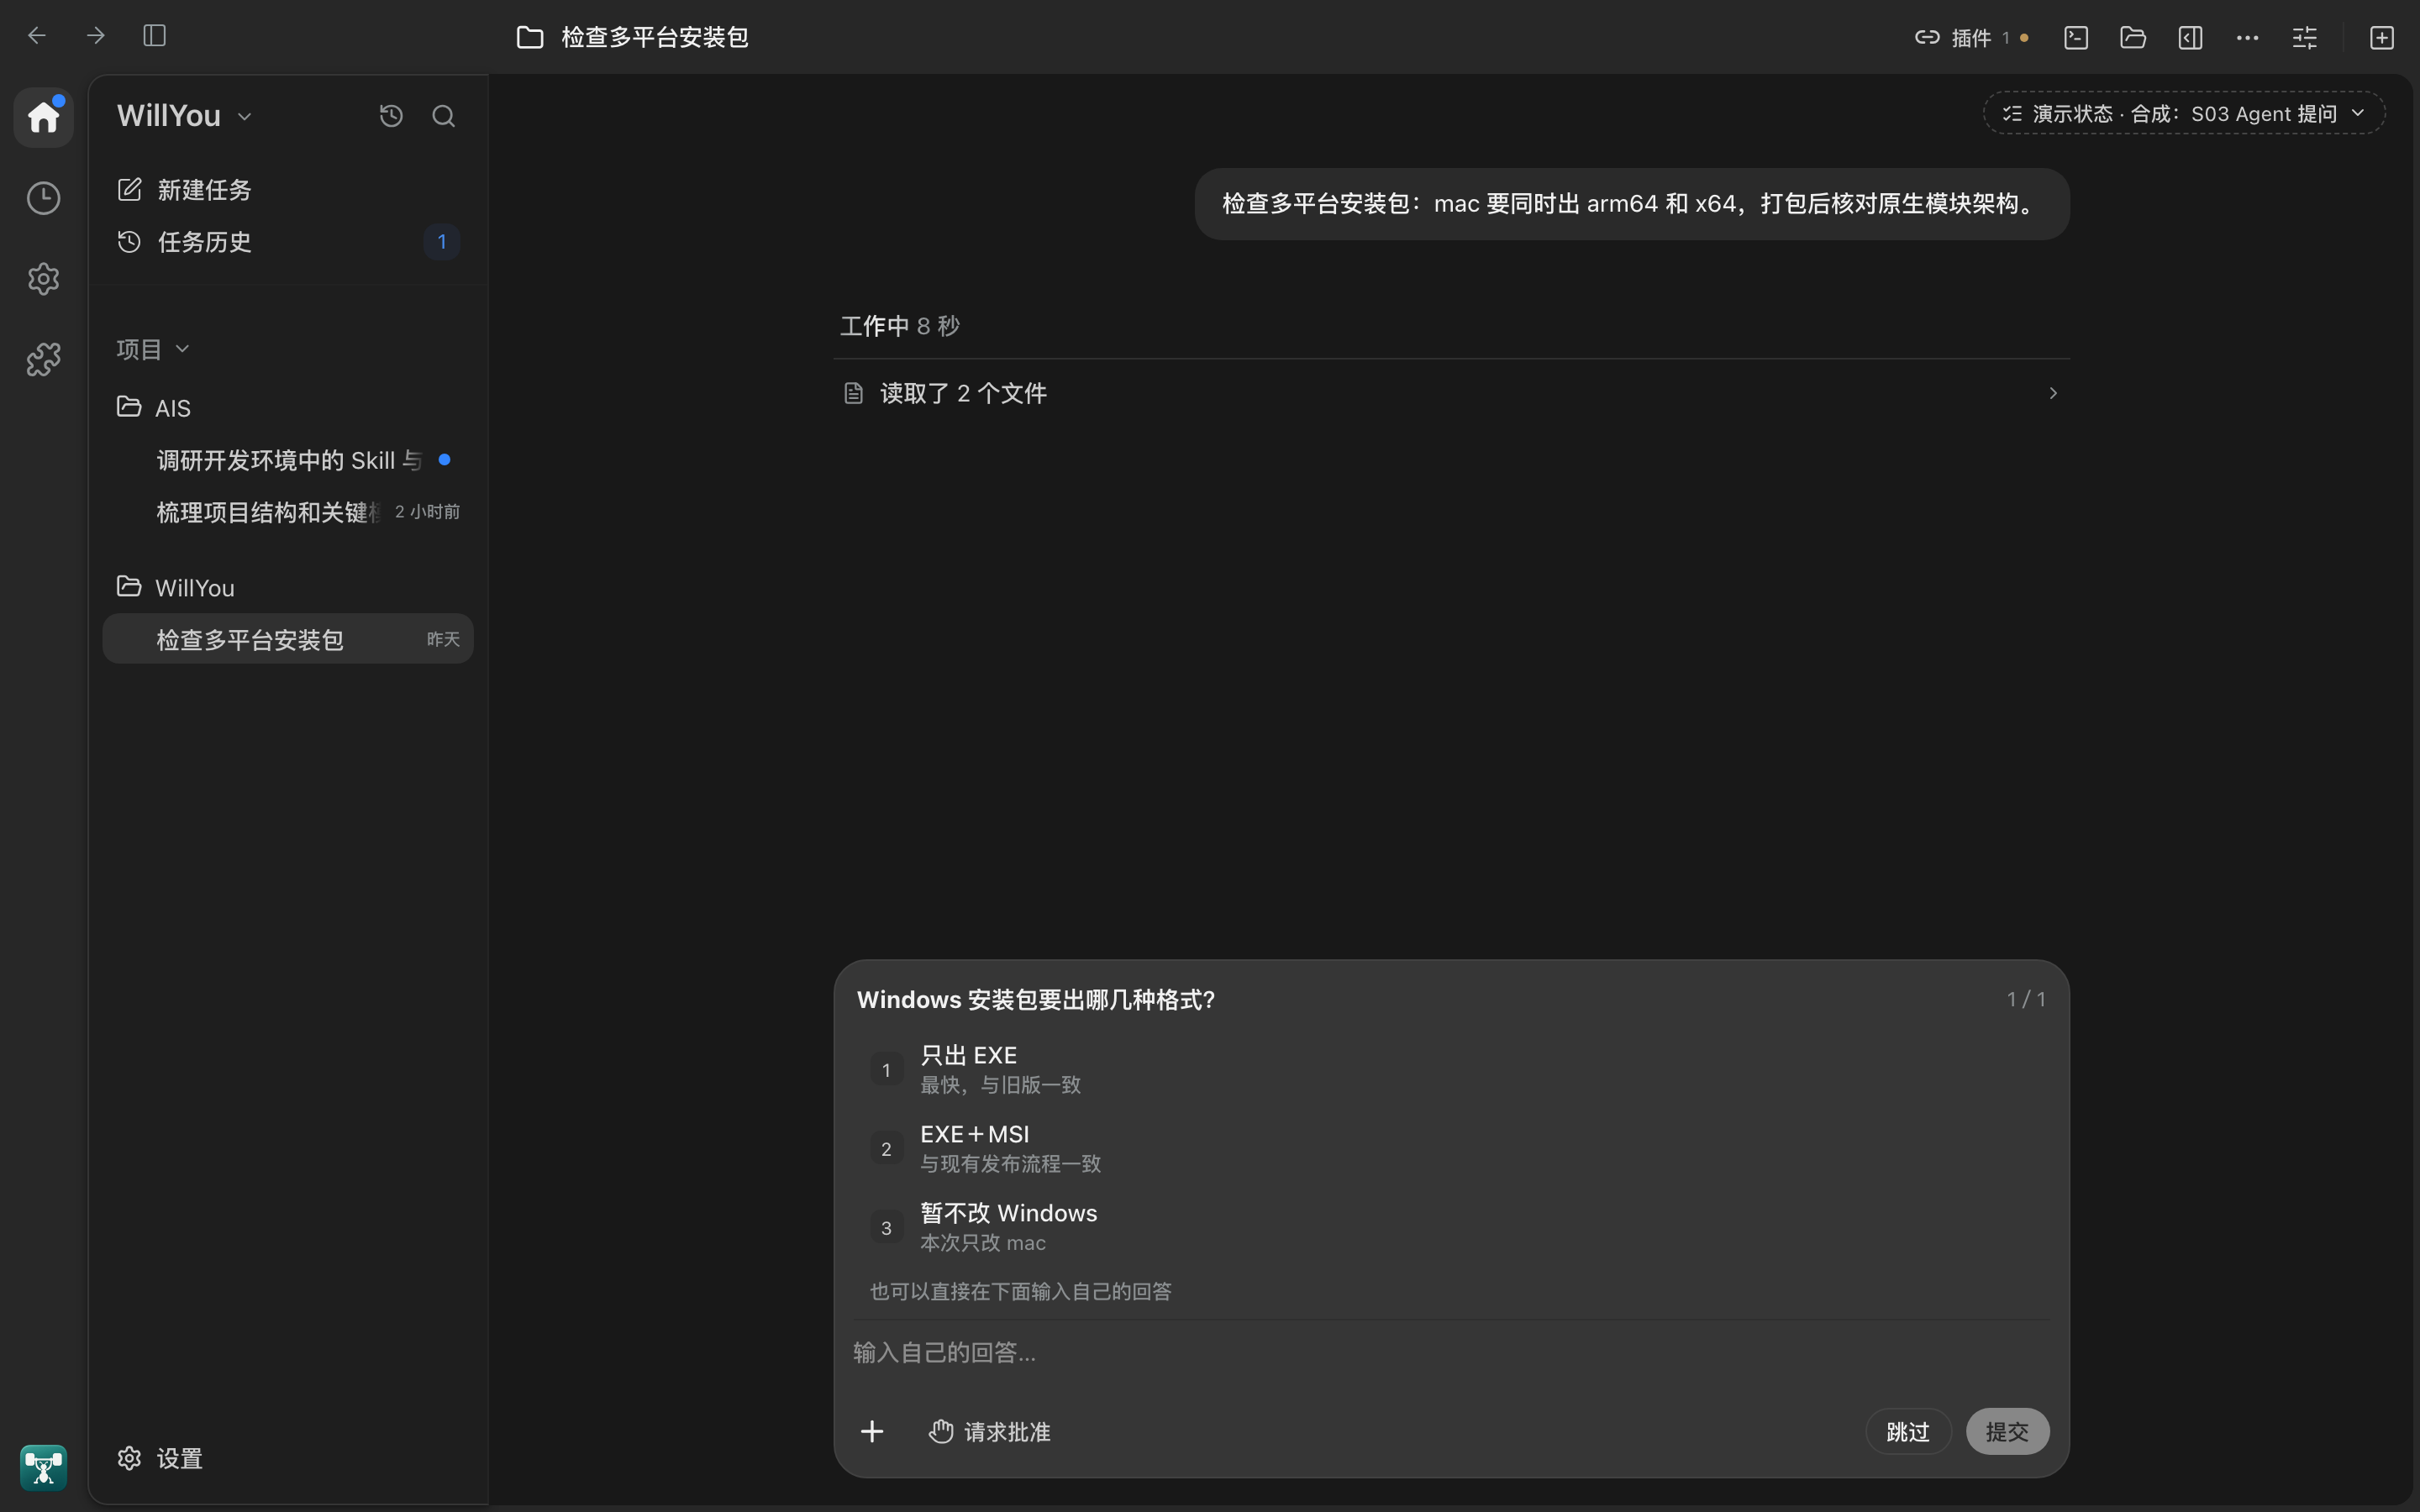 检查多平台安装包
插件 1
WillYou
演示状态 · 合成：S03 Agent 提问
新建任务
任务历史
1
项目
AIS
调研开发环境中的 Skill 与
梳理项目结构和关键
2 小时前
WillYou
检查多平台安装包
昨天
设置
检查多平台安装包：mac 要同时出 arm64 和 x64，打包后核对原生模块架构。
工作中 8 秒
读取了 2 个文件
Windows 安装包要出哪几种格式？
1 / 1
1
只出 EXE
最快，与旧版一致
2
EXE＋MSI
与现有发布流程一致
3
暂不改 Windows
本次只改 mac
也可以直接在下面输入自己的回答
输入自己的回答...
请求批准
跳过
提交